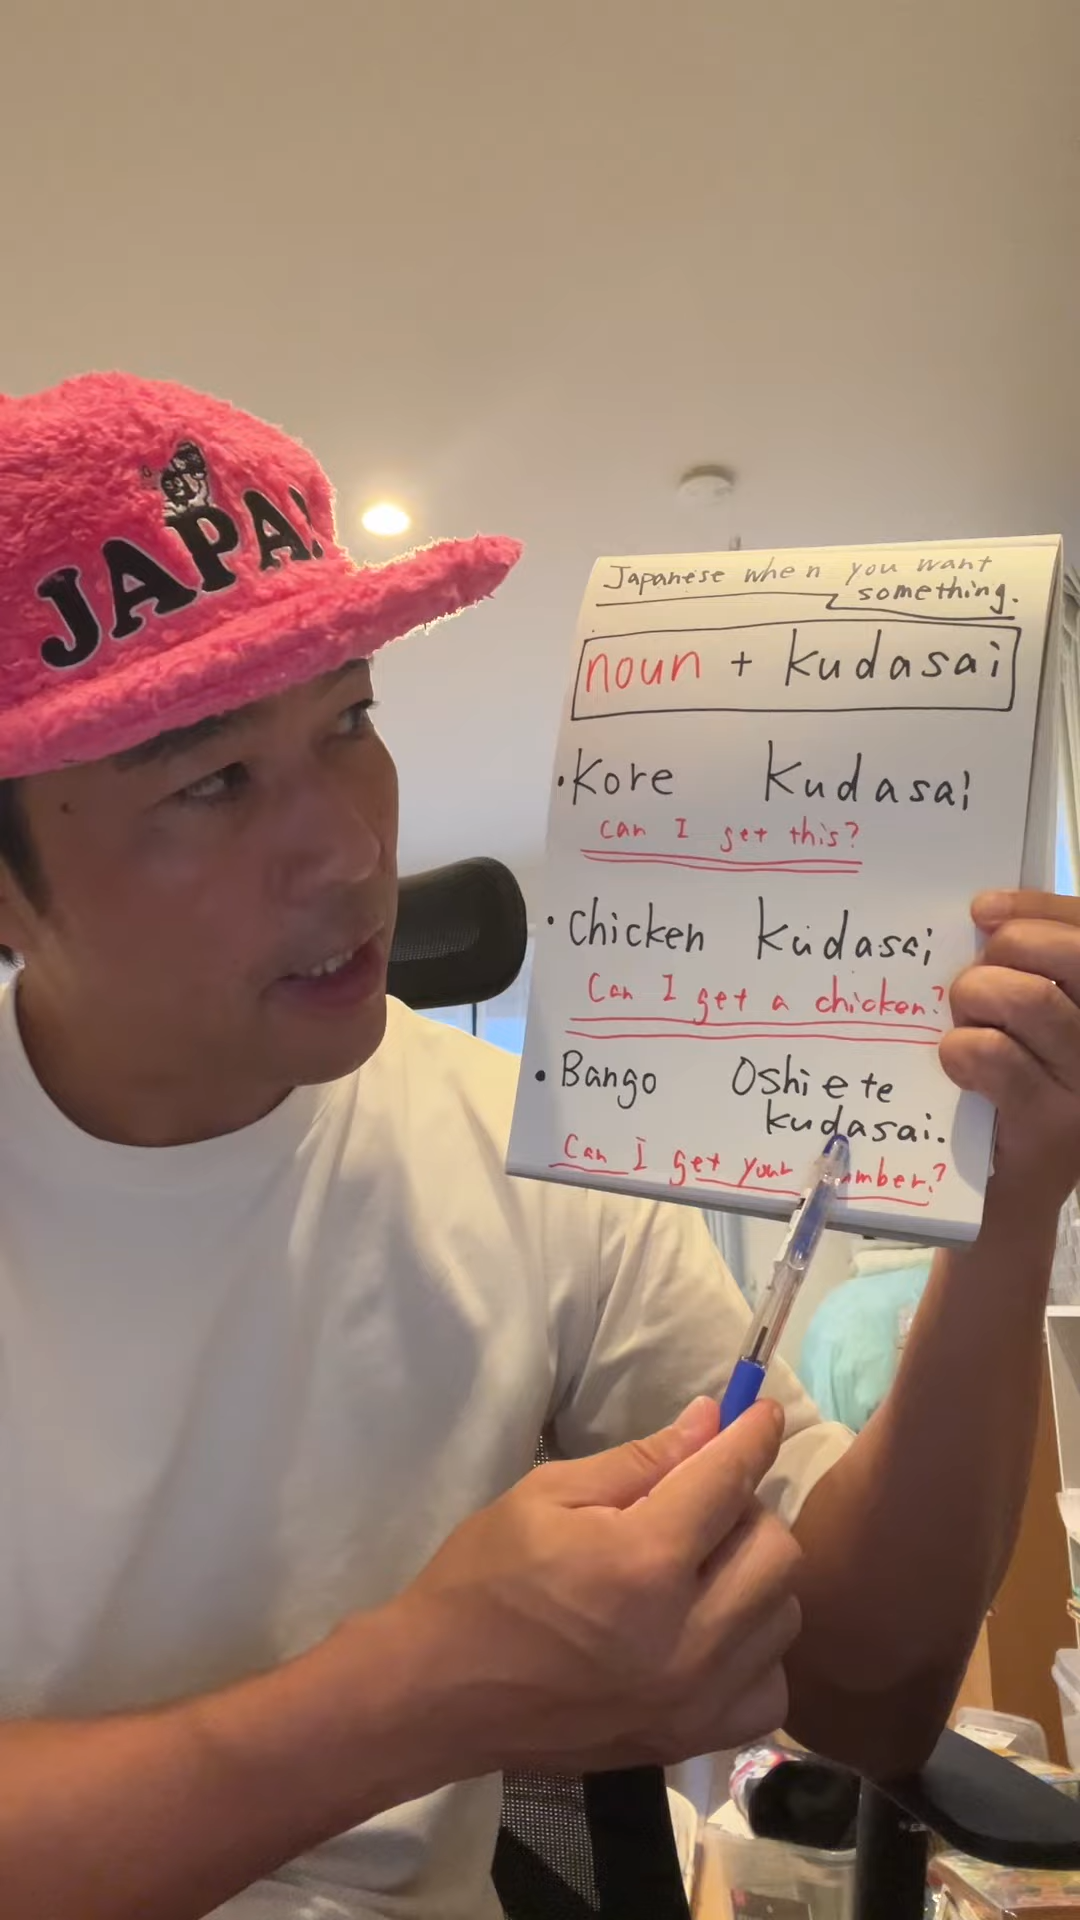 JAPA!
Japanese when you want
something.
noun + kudasai
• Kore Kudasai
Can I get this?
• Chicken Kudasai
Can I get a chicken?
• Bango Oshiete
kudasai.
Can I get your umber?